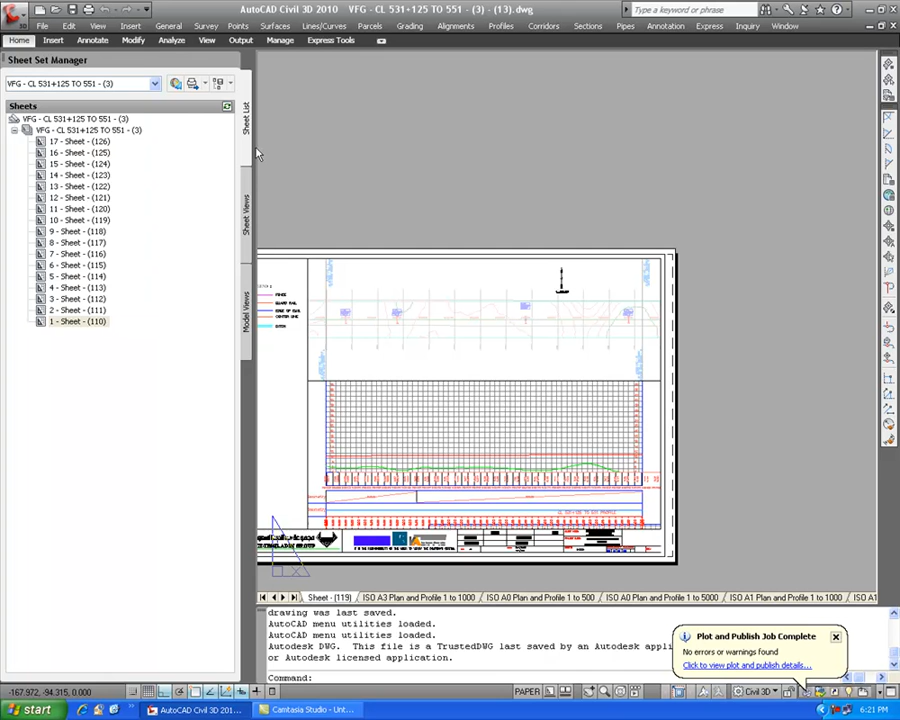 AutoCAD Civil 3D 2010    VFG - CL 531+125 TO 551 - (3) - (13).dwg
Type a keyword or phrase
File Edit View Insert General Survey Points Surfaces Lines/Curves Parcels Grading Alignments Profiles Corridors Sections Pipes Annotation Express Inquiry Window
Home Insert Annotate Modify Analyze View Output Manage Express Tools
Sheet Set Manager
VFG - CL 531+125 TO 551 - (3)
Sheets
VFG - CL 531+125 TO 551 - (3)
VFG - CL 531+125 TO 551 - (3)
17 - Sheet - (126)
16 - Sheet - (125)
15 - Sheet - (124)
14 - Sheet - (123)
13 - Sheet - (122)
12 - Sheet - (121)
11 - Sheet - (120)
10 - Sheet - (119)
9 - Sheet - (118)
8 - Sheet - (117)
7 - Sheet - (116)
6 - Sheet - (115)
5 - Sheet - (114)
4 - Sheet - (113)
3 - Sheet - (112)
2 - Sheet - (111)
1 - Sheet - (110)
Sheet List
Sheet Views
Model Views
FENCE
GUARD RAIL
CENTER LINE
DITCH
Sheet - (119) ISO A3 Plan and Profile 1 to 1000 ISO A0 Plan and Profile 1 to 500 ISO A0 Plan and Profile 1 to 5000 ISO A1 Plan and Profile 1 to 1000 ISO A1
drawing was last saved.
AutoCAD menu utilities loaded.
AutoCAD menu utilities loaded.
Autodesk DWG. This file is a TrustedDWG last saved by an Autodesk appli
or Autodesk licensed application.
Command:
Plot and Publish Job Complete
No errors or warnings found
Click to view plot and publish details...
-167.972, -94.315, 0.000
PAPER
Civil 3D
start
AutoCAD Civil 3D 201...
Camtasia Studio - Unt...
6:21 PM